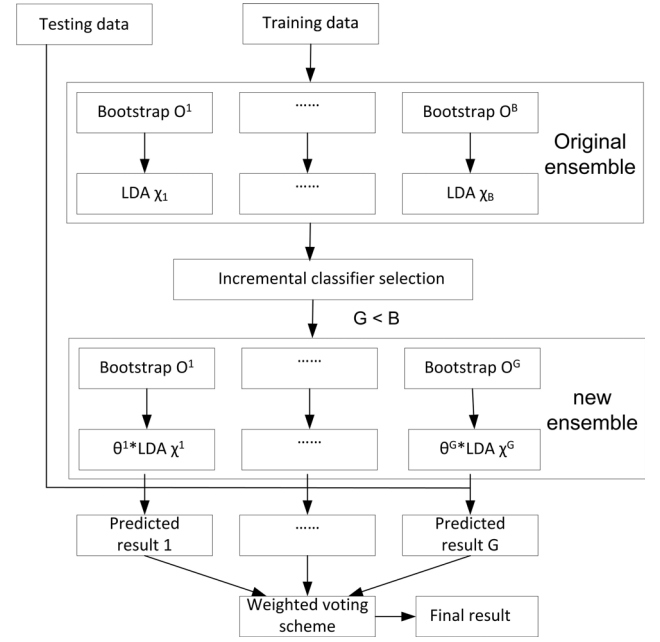 Testing data
Training data
Bootstrap O¹
......
Bootstrap Oᴮ
Original
ensemble
LDA χ₁
......
LDA χ_B
Incremental classifier selection
G < B
Bootstrap O¹
......
Bootstrap Oᴳ
new
ensemble
θ¹*LDA χ¹
......
θᴳ*LDA χᴳ
Predicted
result 1
......
Predicted
result G
Weighted voting
scheme
Final result